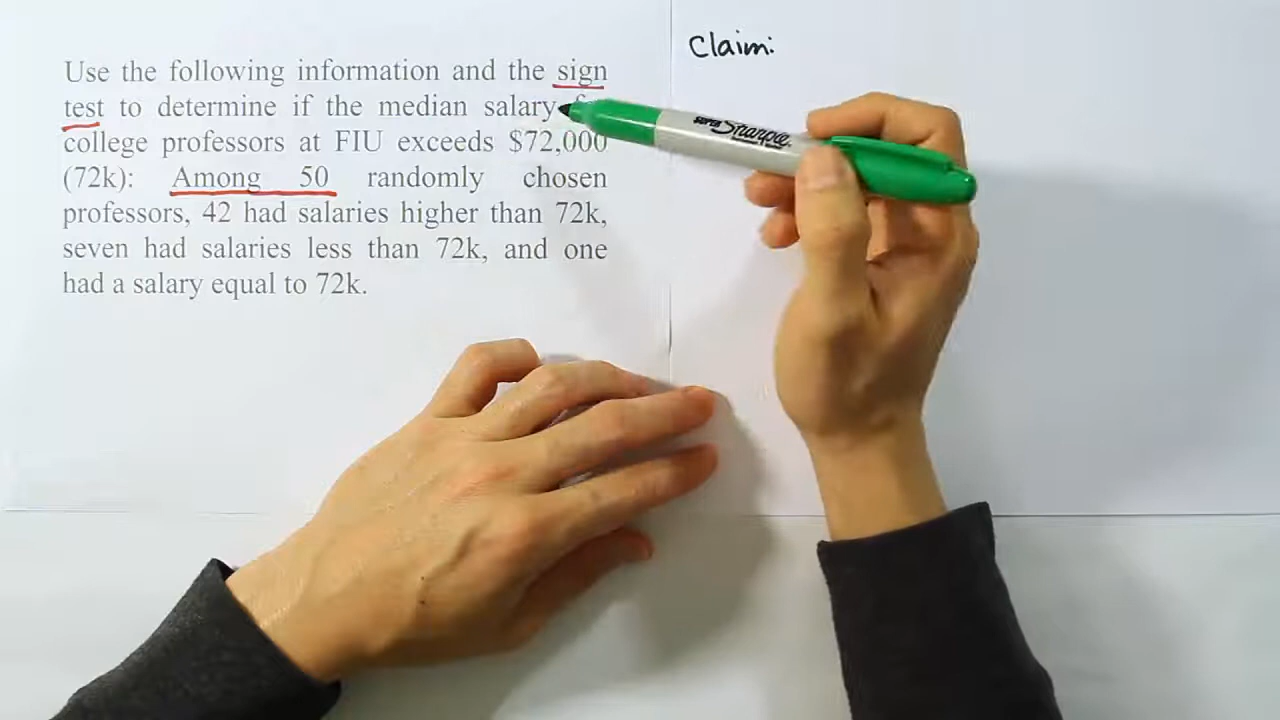 Use the following information and the sign
test to determine if the median salary
college professors at FIU exceeds $72,000
(72k): Among 50 randomly chosen
professors, 42 had salaries higher than 72k,
seven had salaries less than 72k, and one
had a salary equal to 72k.
Claim:
SUPER Sharpie